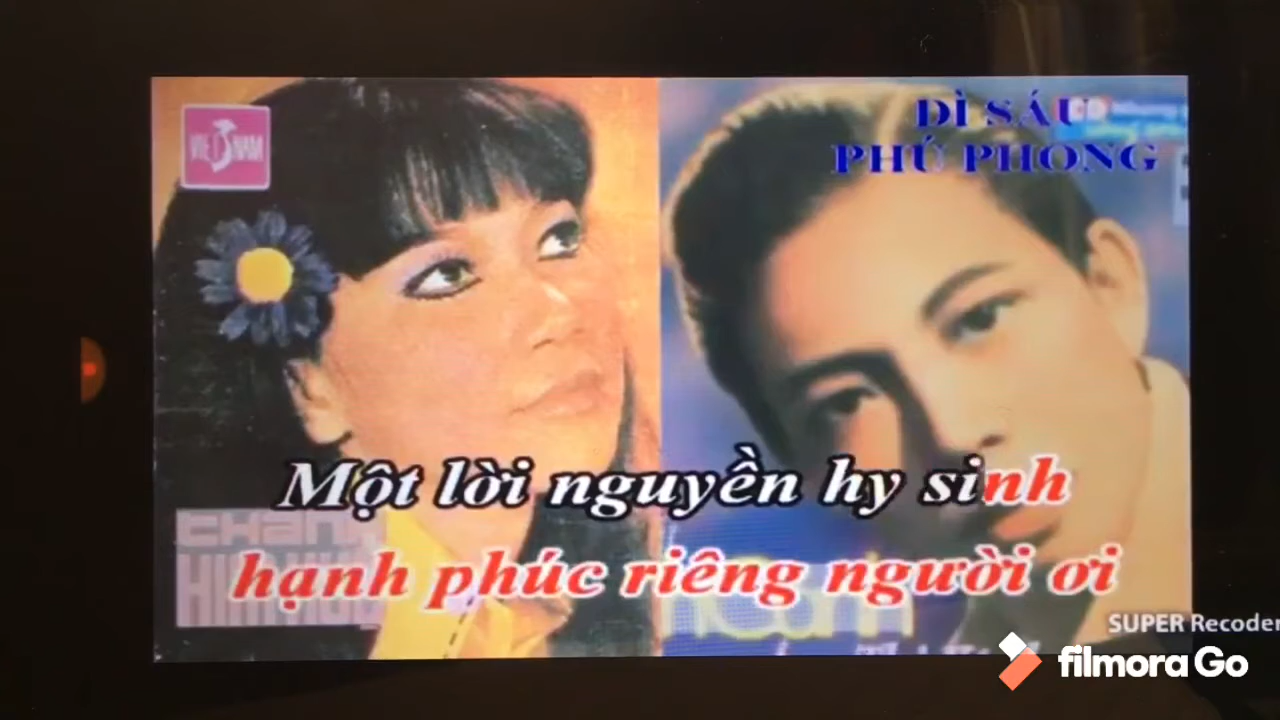 VIỆT NAM
DÌ SÁU
PHÚ PHONG
Một lời nguyền hy sinh
hạnh phúc riêng người ơi
SUPER Recoder
filmora Go